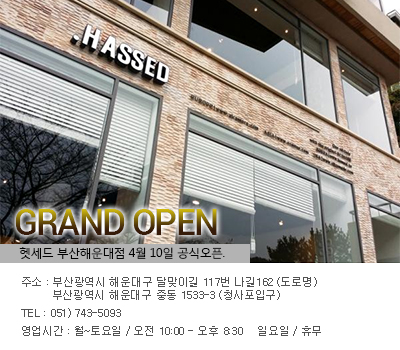 .HASSED
GRAND OPEN
헷세드 부산해운대점 4월 10일 공식오픈.
주소 : 부산광역시 해운대구 달맞이길 117번 나길162 (도로명)
부산광역시 해운대구 중동 1533-3 (청사포입구)
TEL : 051) 743-5093
영업시간 : 월~토요일 / 오전 10:00 - 오후 8:30 일요일 / 휴무